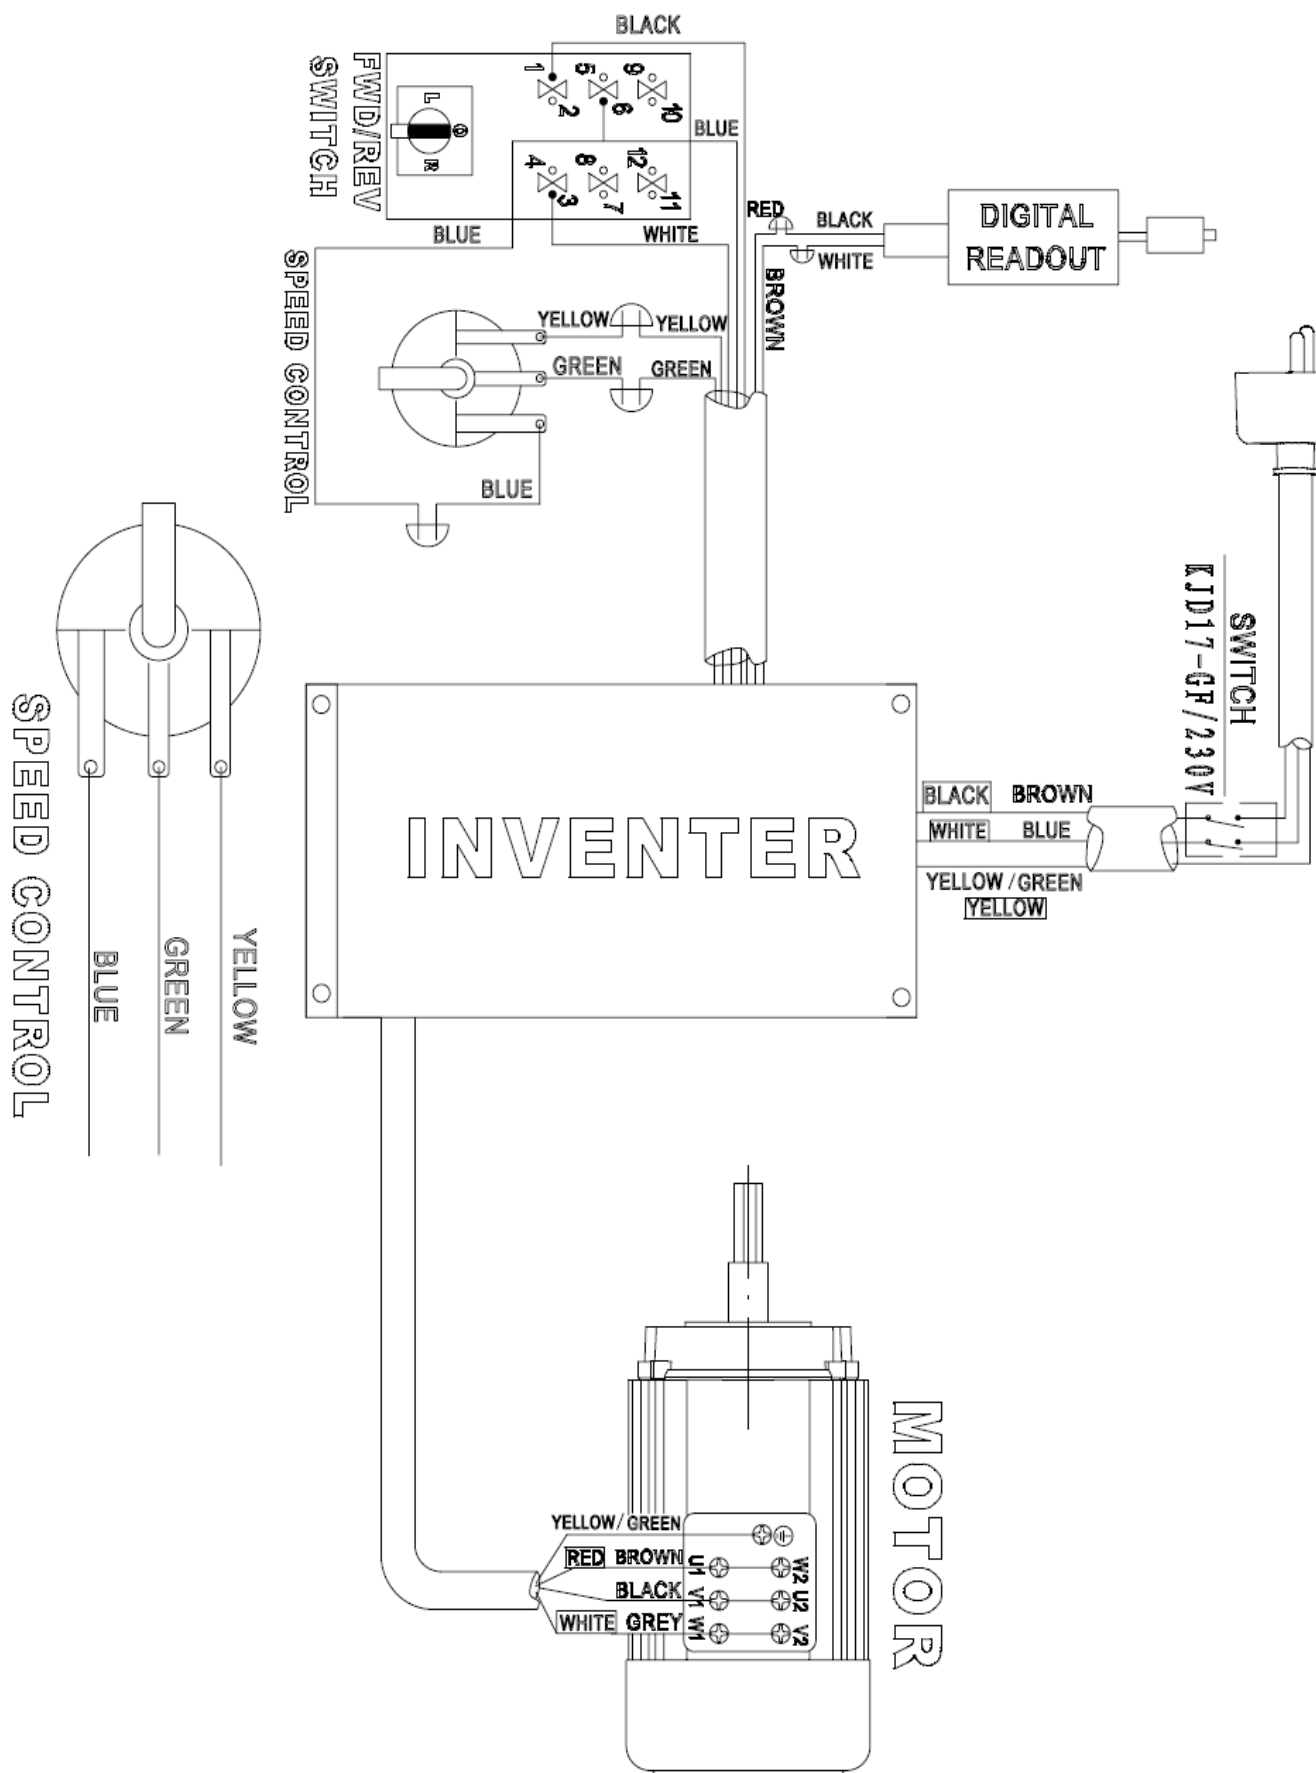 BLACK
FWD/REV
SWITCH
L
O
R
1
5
9
2
6
10
4
8
12
3
7
11
BLUE
BLUE
WHITE
RED
BLACK
WHITE
BROWN
DIGITAL
READOUT
SPEED CONTROL
YELLOW
YELLOW
GREEN
GREEN
BLUE
SWITCH
KJD17-GF/230V
SPEED CONTROL
BLUE
GREEN
YELLOW
INVENTER
BLACK BROWN
WHITE BLUE
YELLOW/GREEN
YELLOW
MOTOR
YELLOW/GREEN
RED BROWN U1 W2
BLACK V1 U2
WHITE GREY W1 V2